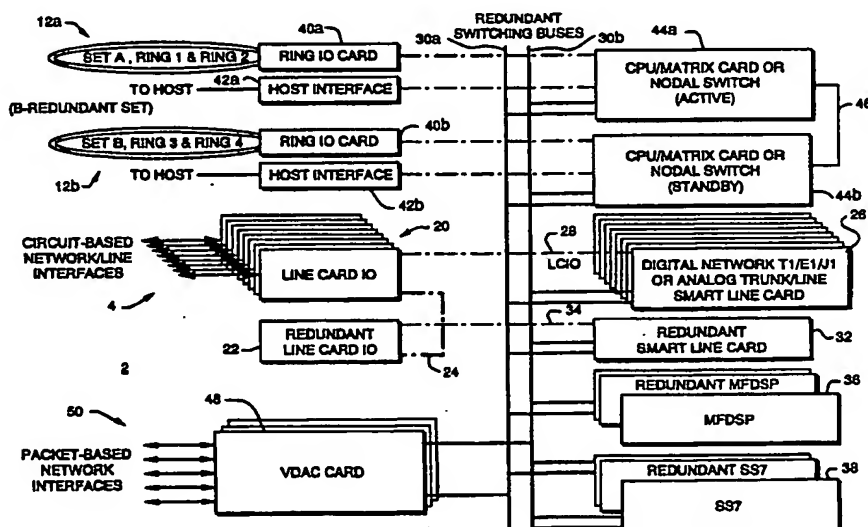 12a
40a
REDUNDANT
SWITCHING BUSES
30a
30b
44a
SET A, RING 1 & RING 2
RING IO CARD
42a
TO HOST
HOST INTERFACE
(B-REDUNDANT SET)
CPU/MATRIX CARD OR
NODAL SWITCH
(ACTIVE)
46
SET B, RING 3 & RING 4
RING IO CARD
40b
12b
TO HOST
HOST INTERFACE
42b
CPU/MATRIX CARD OR
NODAL SWITCH
(STANDBY)
44b
CIRCUIT-BASED
NETWORK/LINE
INTERFACES
4
20
LINE CARD IO
28
LCIO
26
DIGITAL NETWORK T1/E1/J1
OR ANALOG TRUNK/LINE
SMART LINE CARD
2
22
REDUNDANT
LINE CARD IO
24
34
REDUNDANT
SMART LINE CARD
32
50
48
PACKET-BASED
NETWORK
INTERFACES
VDAC CARD
REDUNDANT MFDSP
36
MFDSP
REDUNDANT SS7
38
SS7